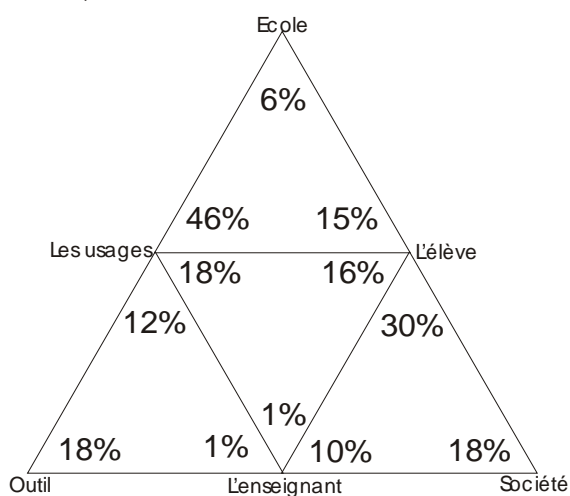 Ecole
6%
46% 15%
Les usages L'élève
18% 16%
12% 30%
1%
18% 1% 10% 18%
Outil L'enseignant Société